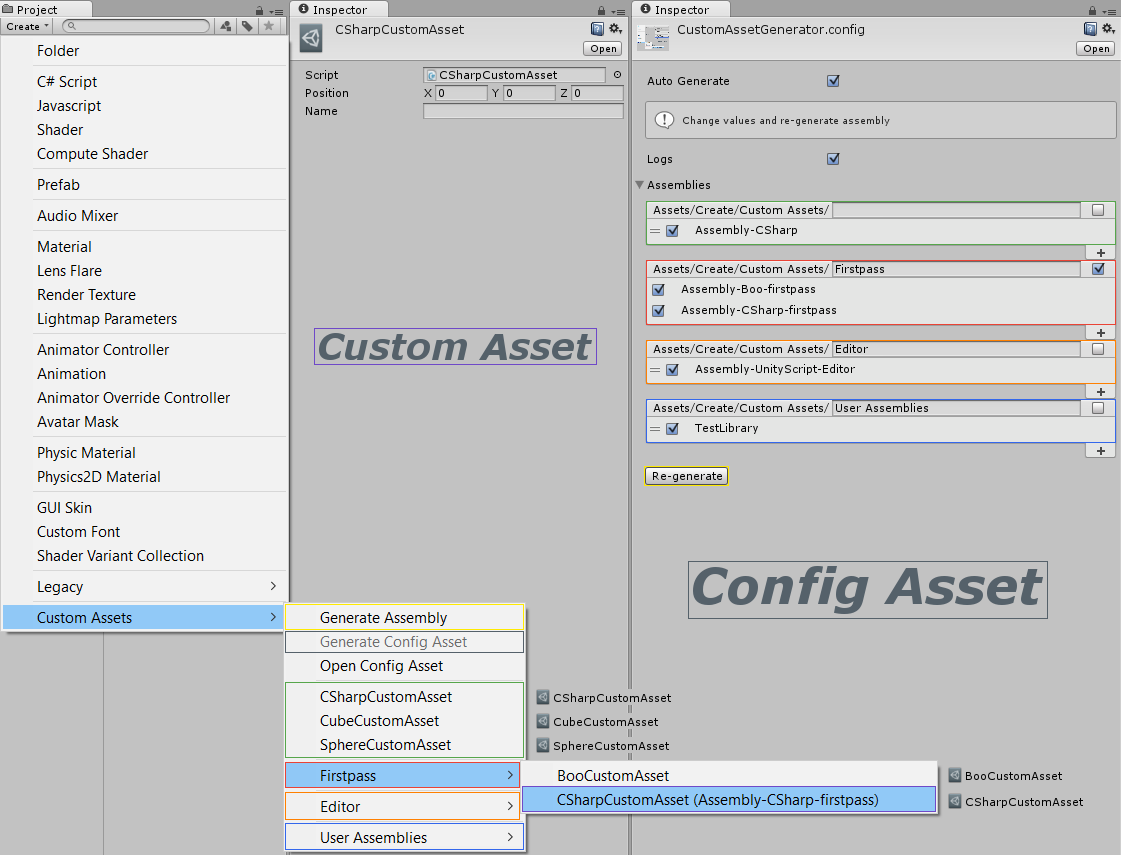 Project
Create
Folder
C# Script
Javascript
Shader
Compute Shader
Prefab
Audio Mixer
Material
Lens Flare
Render Texture
Lightmap Parameters
Animator Controller
Animation
Animator Override Controller
Avatar Mask
Physic Material
Physics2D Material
GUI Skin
Custom Font
Shader Variant Collection
Legacy
Custom Assets
Generate Assembly
Generate Config Asset
Open Config Asset
CSharpCustomAsset
CubeCustomAsset
SphereCustomAsset
Firstpass
Editor
User Assemblies
CSharpCustomAsset
CubeCustomAsset
SphereCustomAsset
BooCustomAsset
CSharpCustomAsset (Assembly-CSharp-firstpass)
BooCustomAsset
CSharpCustomAsset
Inspector
CSharpCustomAsset
Open
Script CSharpCustomAsset
Position X 0 Y 0 Z 0
Name
Custom Asset
Inspector
CustomAssetGenerator.config
Open
Auto Generate
Change values and re-generate assembly
Logs
Assemblies
Assets/Create/Custom Assets/
Assembly-CSharp
+
Assets/Create/Custom Assets/ Firstpass
Assembly-Boo-firstpass
Assembly-CSharp-firstpass
+
Assets/Create/Custom Assets/ Editor
Assembly-UnityScript-Editor
+
Assets/Create/Custom Assets/ User Assemblies
TestLibrary
+
Re-generate
Config Asset